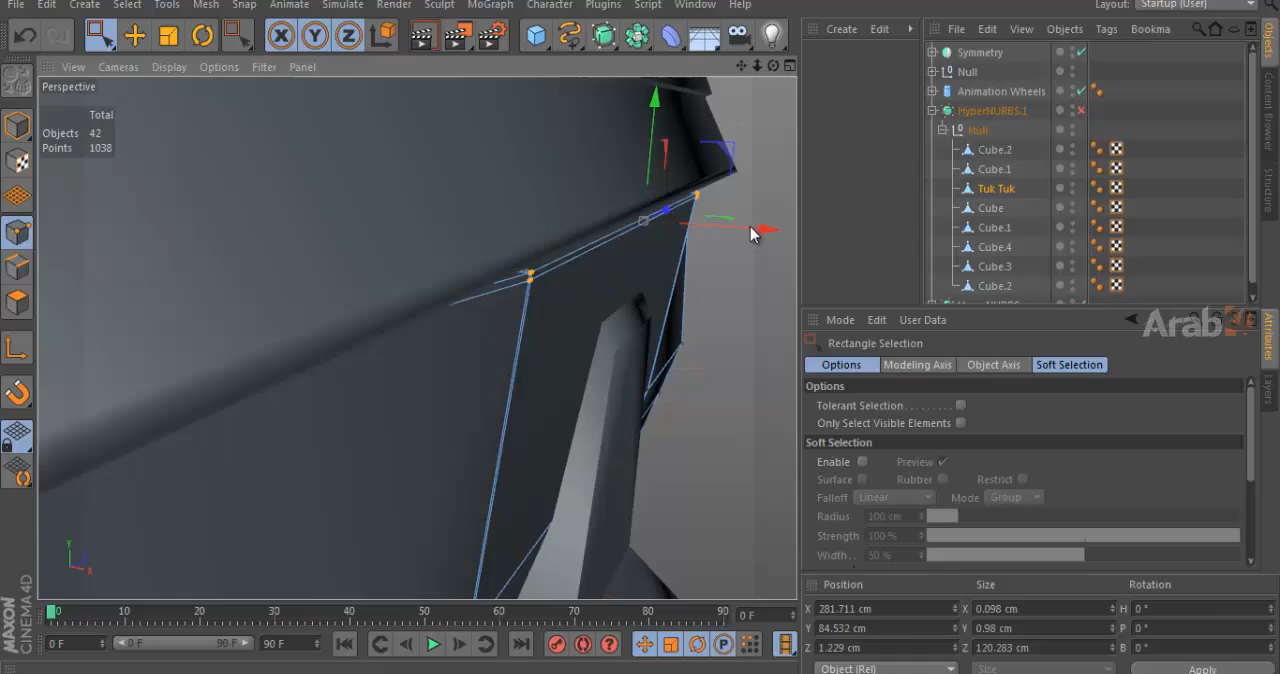 File Edit Create Select Tools Mesh Snap Animate Simulate Render Sculpt MoGraph Character Plugins Script Window Help
Layout: Startup (User)
Create Edit
File Edit View Objects Tags Bookma
View Cameras Display Options Filter Panel
Perspective
Total
Objects 42
Points 1038
Symmetry
Null
Animation Wheels
HyperNURBS.1
Null
Cube.2
Cube.1
Tuk Tuk
Cube
Cube.1
Cube.4
Cube.3
Cube.2
Objects
Content Browser
Structure
Mode Edit User Data
Arab
Rectangle Selection
Options Modeling Axis Object Axis Soft Selection
Attributes
Layers
Options
Tolerant Selection
Only Select Visible Elements
Soft Selection
Enable Preview
Surface Rubber Restrict
Falloff Linear Mode Group
Radius 100 cm
Strength 100 %
Width . . 50 %
Position Size Rotation
X 281.711 cm X 0.098 cm H 0 °
Y 84.532 cm Y 0.98 cm P 0 °
Z 1.229 cm Z 120.283 cm B 0 °
Object (Rel) Size Apply
0 10 20 30 40 50 60 70 80 90 0 F
0 F 0 F 90 F 90 F
MAXON
CINEMA 4D
Y
X